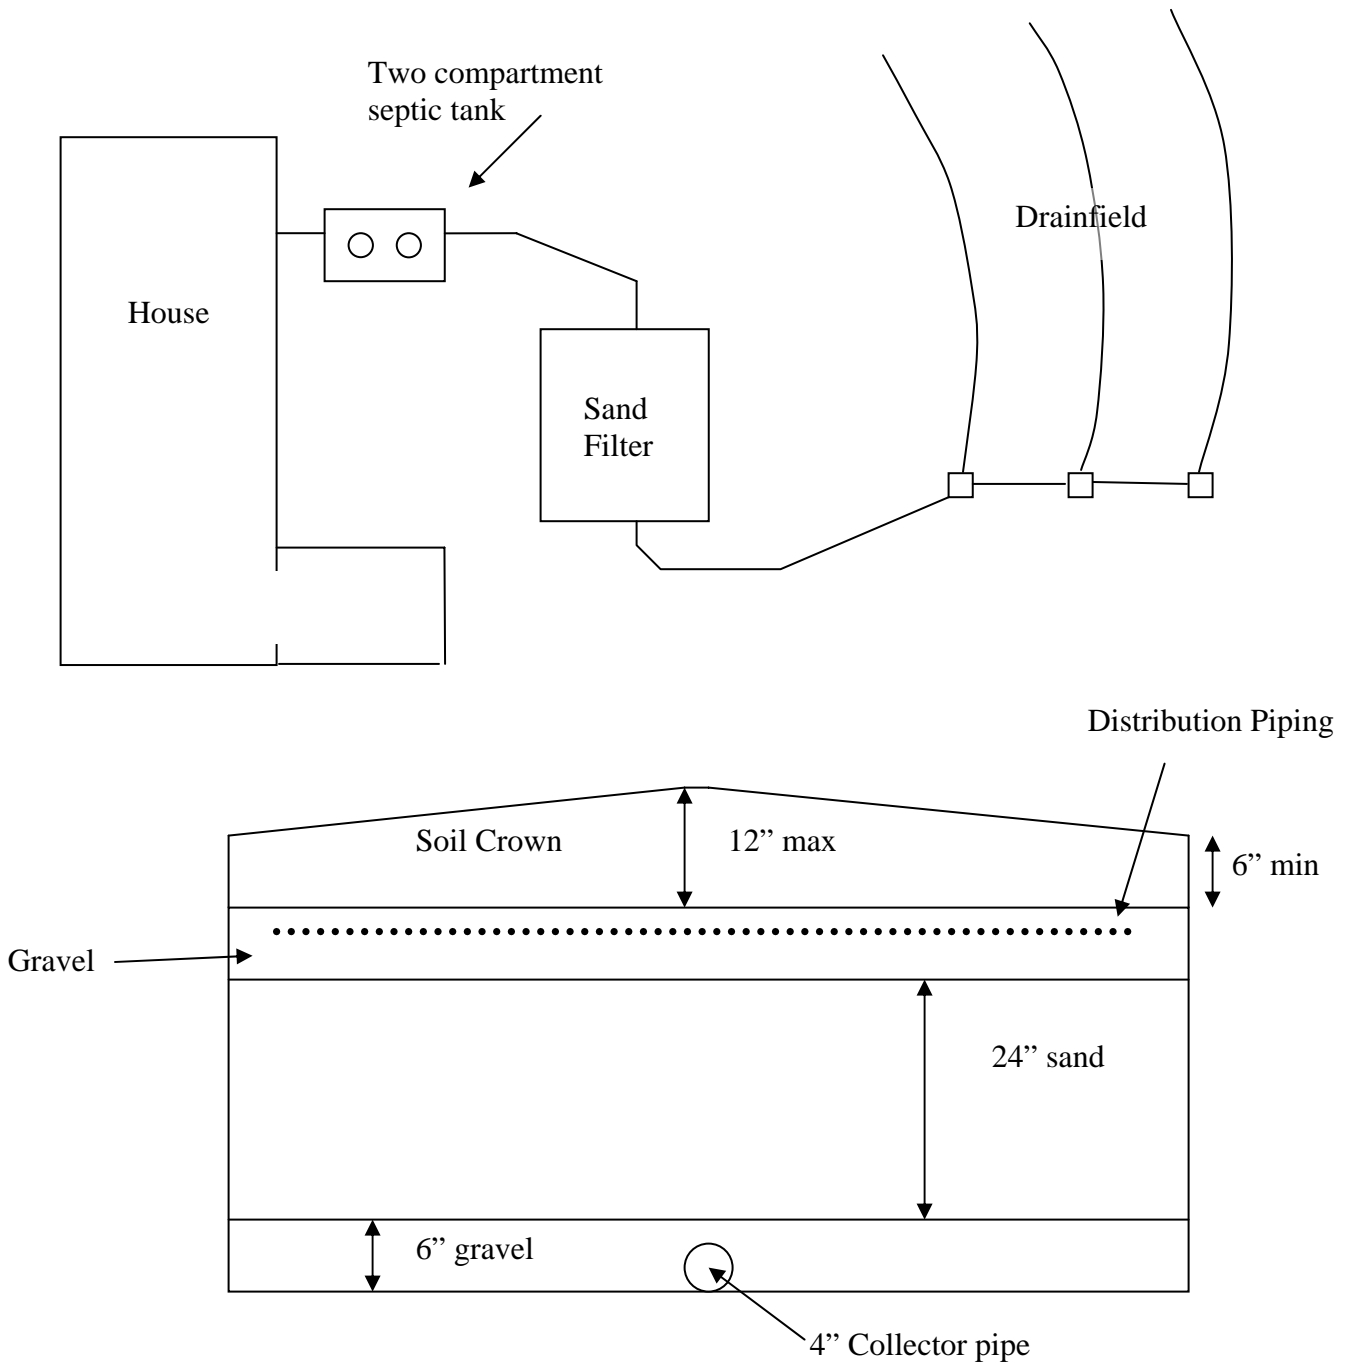 Two compartment
septic tank
Drainfield
House
Sand
Filter
Distribution Piping
Soil Crown
12” max
6” min
Gravel
24” sand
6” gravel
4” Collector pipe